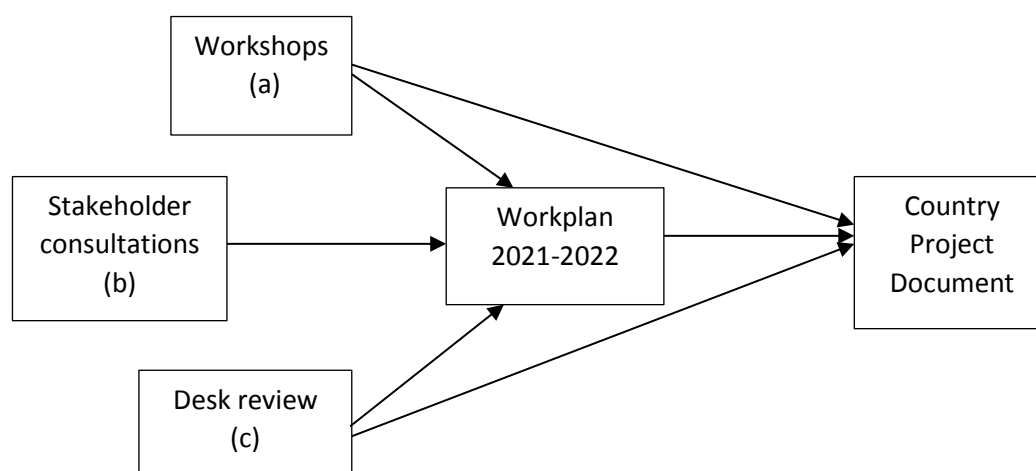 Workshops
(a)
Stakeholder
consultations
(b)
Workplan
2021-2022
Country
Project
Document
Desk review
(c)